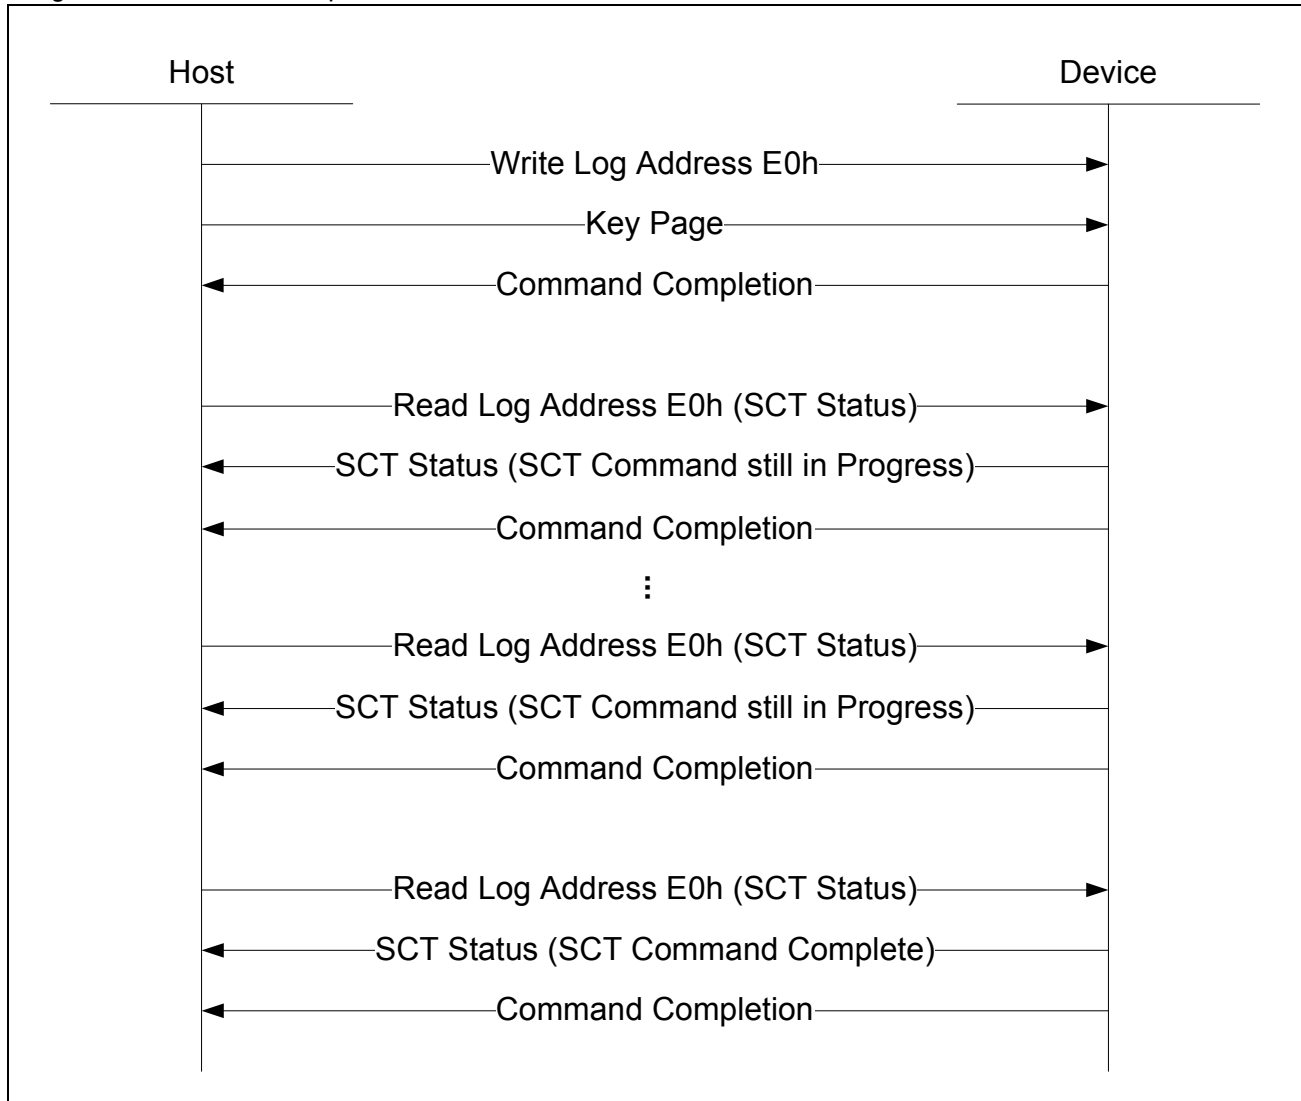 Host
Device
Write Log Address E0h
Key Page
Command Completion
Read Log Address E0h (SCT Status)
SCT Status (SCT Command still in Progress)
Command Completion
...
Read Log Address E0h (SCT Status)
SCT Status (SCT Command still in Progress)
Command Completion
Read Log Address E0h (SCT Status)
SCT Status (SCT Command Complete)
Command Completion